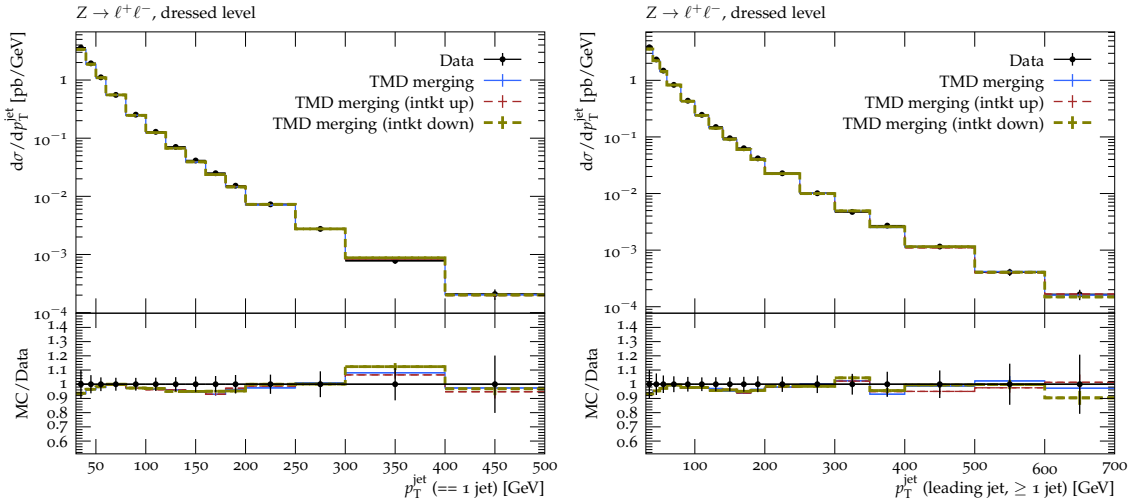 Z → ℓ⁺ℓ⁻, dressed level
dσ/dp_T^jet [pb/GeV]
Data
TMD merging
TMD merging (intkt up)
TMD merging (intkt down)
1
10⁻¹
10⁻²
10⁻³
10⁻⁴
MC/Data
1.4
1.3
1.2
1.1
1
0.9
0.8
0.7
0.6
50 100 150 200 250 300 350 400 450 500
p_T^jet (== 1 jet) [GeV]
Z → ℓ⁺ℓ⁻, dressed level
dσ/dp_T^jet [pb/GeV]
Data
TMD merging
TMD merging (intkt up)
TMD merging (intkt down)
1
10⁻¹
10⁻²
10⁻³
10⁻⁴
MC/Data
1.4
1.3
1.2
1.1
1
0.9
0.8
0.7
0.6
100 200 300 400 500 600 700
p_T^jet (leading jet, ≥ 1 jet) [GeV]